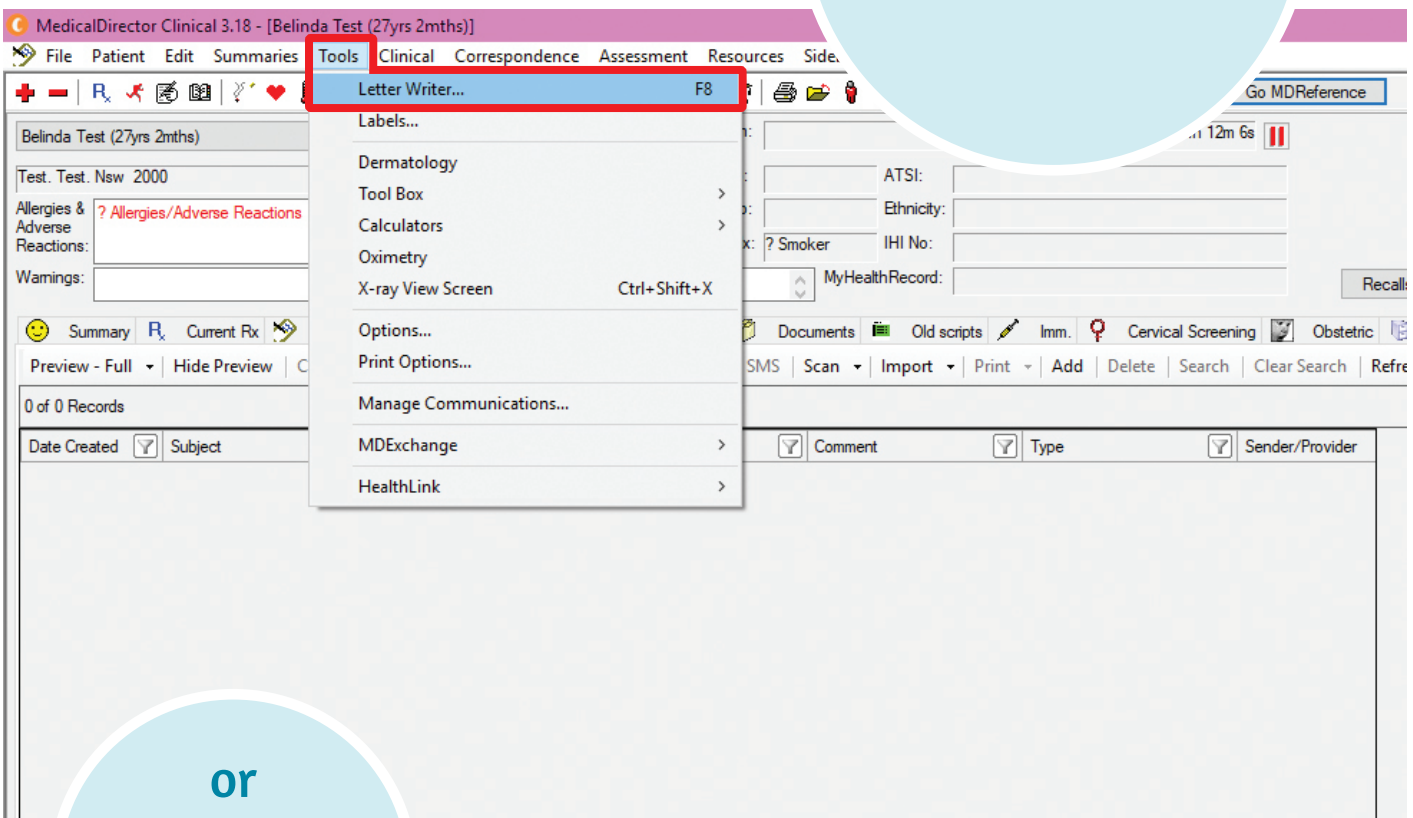 MedicalDirector Clinical 3.18 - [Belinda Test (27yrs 2mths)]
File Patient Edit Summaries Tools Clinical Correspondence Assessment Resources
Letter Writer... F8
Go MDReference
Labels...
Belinda Test (27yrs 2mths)
12m 6s
Dermatology
Test. Test. Nsw 2000
ATSI:
Tool Box
Allergies & Adverse Reactions:
? Allergies/Adverse Reactions
Ethnicity:
Calculators
? Smoker
IHI No:
Oximetry
Warnings:
X-ray View Screen Ctrl+Shift+X
MyHealthRecord:
Recalls
Summary Rx Current Rx
Options...
Documents Old scripts Imm. Cervical Screening Obstetric
Preview - Full Hide Preview
Print Options...
SMS Scan Import Print Add Delete Search Clear Search
0 of 0 Records
Manage Communications...
Date Created Subject
MDExchange
Comment Type Sender/Provider
HealthLink
or